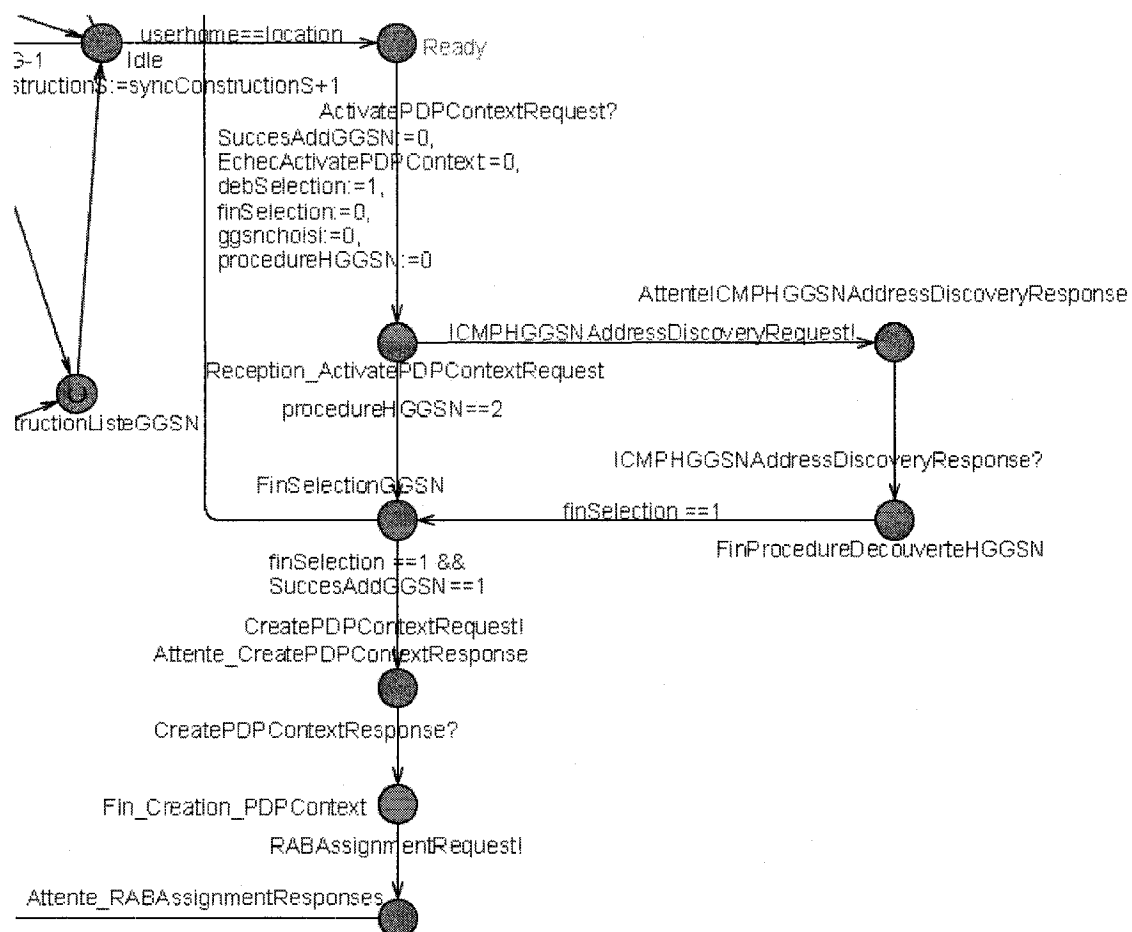 userhome==location
Ready
G-1
Idle
structionS:=syncConstructionS+1
ActivatePDPContextRequest?
SuccesAddGGSN:=0,
EchecActivatePDPContext:=0,
debSelection:=1,
finSelection:=0,
ggsnchoisi:=0,
procedureHGGSN:=0
AttenteICMPHGGSNAddressDiscoveryResponse
ICMPHGGSNAddressDiscoveryRequest!
Reception_ActivatePDPContextRequest
U
procedureHGGSN==2
tructionListeGGSN
ICMPHGGSNAddressDiscoveryResponse?
FinSelectionGGSN
finSelection ==1
FinProcedureDecouverteHGGSN
finSelection ==1 &&
SuccesAddGGSN==1
CreatePDPContextRequest!
Attente_CreatePDPContextResponse
CreatePDPContextResponse?
Fin_Creation_PDPContext
RABAssignmentRequest!
Attente_RABAssignmentResponses